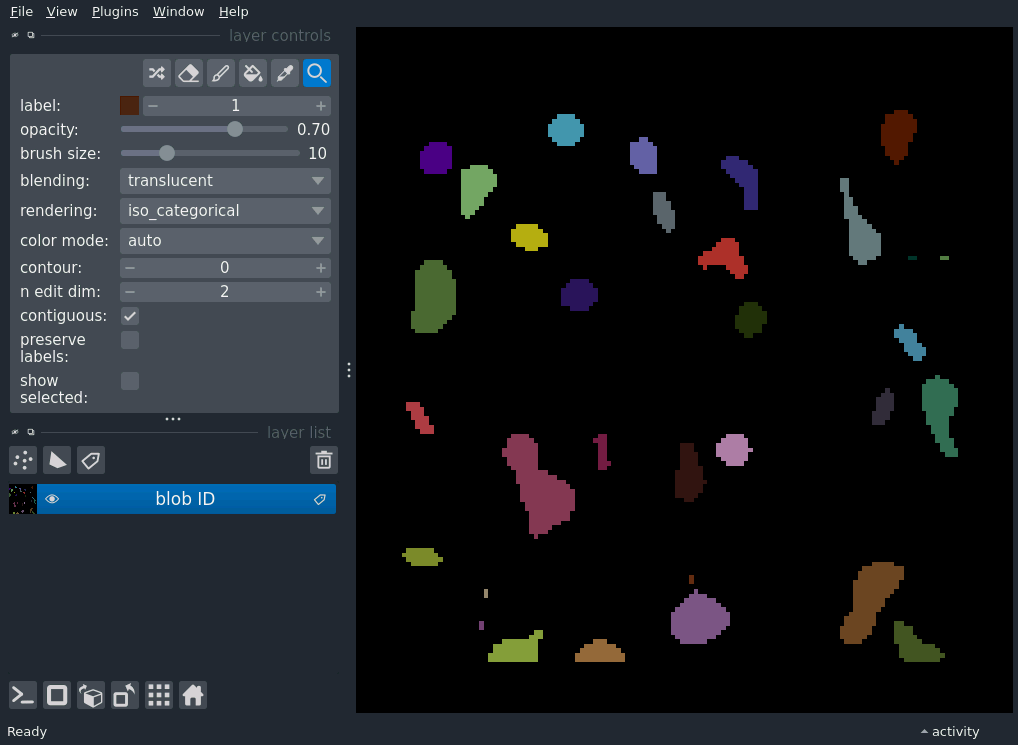 File View Plugins Window Help
layer controls
label: 1
opacity: 0.70
brush size: 10
blending: translucent
rendering: iso_categorical
color mode: auto
contour: 0
n edit dim: 2
contiguous:
preserve
labels:
show
selected:
layer list
blob ID
Ready
activity